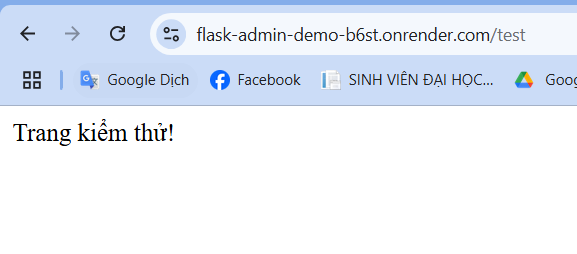 flask-admin-demo-b6st.onrender.com/test
Google Dịch Facebook SINH VIÊN ĐẠI HỌC... Goog
Trang kiểm thử!